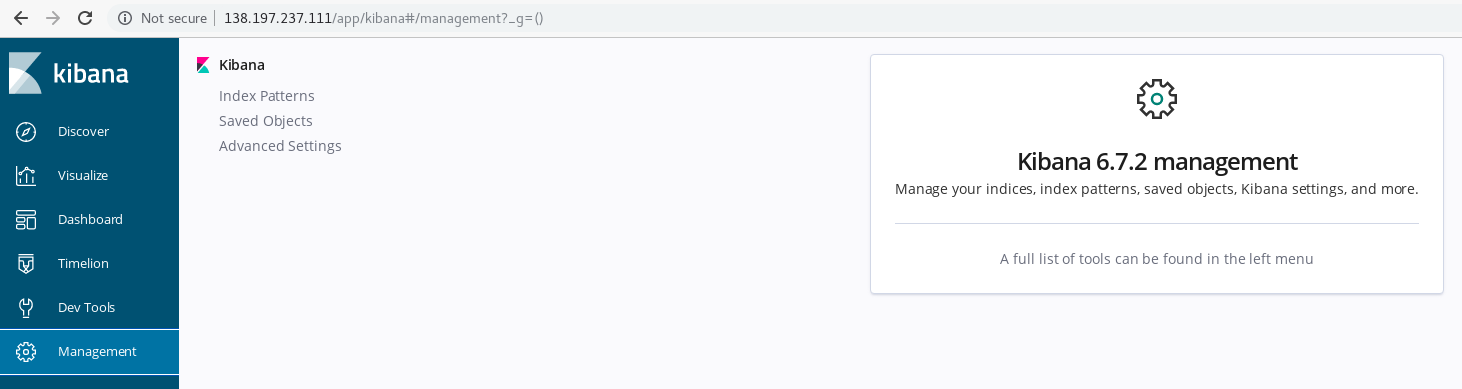 Not secure | 138.197.237.111/app/kibana#/management?_g=()
kibana
Discover
Visualize
Dashboard
Timelion
Dev Tools
Management
Kibana
Index Patterns
Saved Objects
Advanced Settings
Kibana 6.7.2 management
Manage your indices, index patterns, saved objects, Kibana settings, and more.
A full list of tools can be found in the left menu